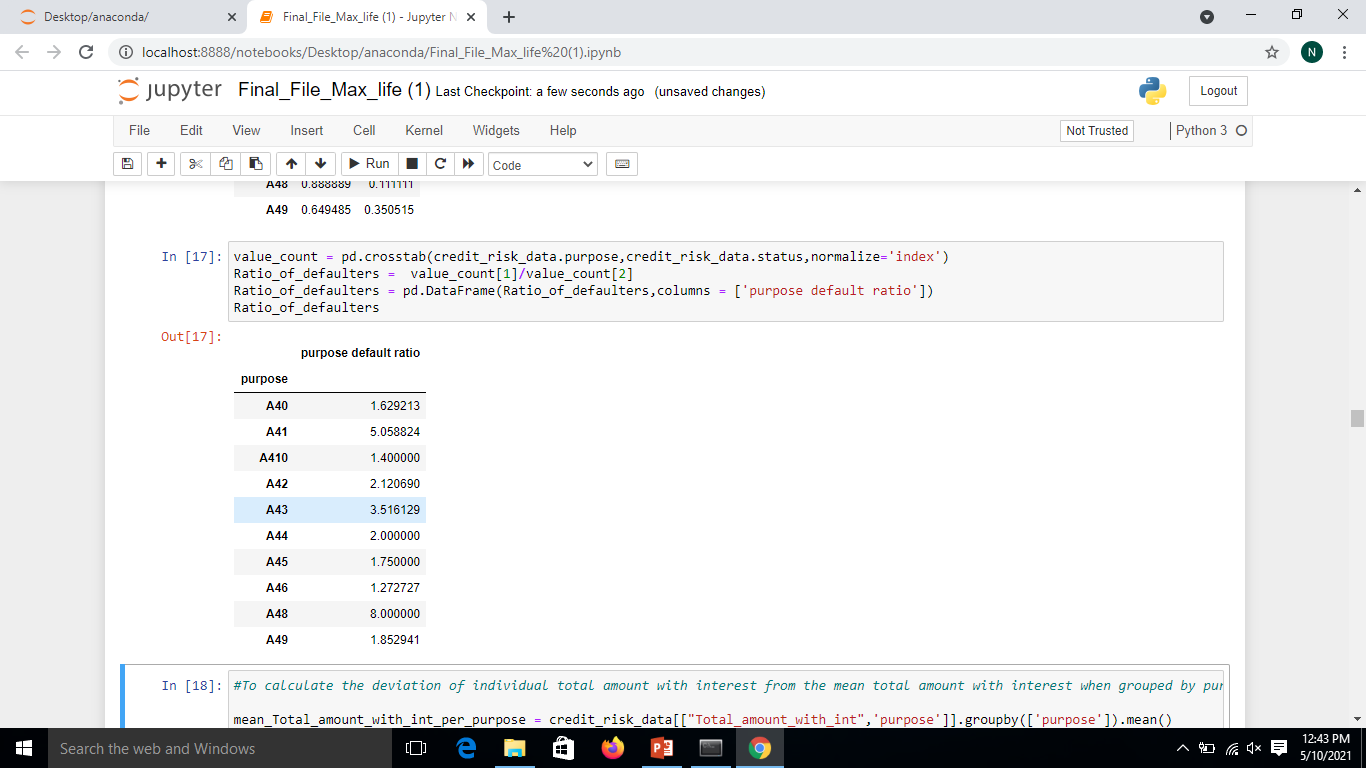 Desktop/anaconda/
Final_File_Max_life (1) - Jupyter N
localhost:8888/notebooks/Desktop/anaconda/Final_File_Max_life%20(1).ipynb
N
jupyter Final_File_Max_life (1) Last Checkpoint: a few seconds ago (unsaved changes)
Logout
File Edit View Insert Cell Kernel Widgets Help
Not Trusted
Python 3
Run
Code
A48 0.888889 0.111111
A49 0.649485 0.350515
In [17]:
value_count = pd.crosstab(credit_risk_data.purpose,credit_risk_data.status,normalize='index')
Ratio_of_defaulters =  value_count[1]/value_count[2]
Ratio_of_defaulters = pd.DataFrame(Ratio_of_defaulters,columns = ['purpose default ratio'])
Ratio_of_defaulters
Out[17]:
purpose default ratio
purpose
A40 1.629213
A41 5.058824
A410 1.400000
A42 2.120690
A43 3.516129
A44 2.000000
A45 1.750000
A46 1.272727
A48 8.000000
A49 1.852941
In [18]:
#To calculate the deviation of individual total amount with interest from the mean total amount with interest when grouped by pur
mean_Total_amount_with_int_per_purpose = credit_risk_data[["Total_amount_with_int",'purpose']].groupby(['purpose']).mean()
Search the web and Windows
12:43 PM
5/10/2021